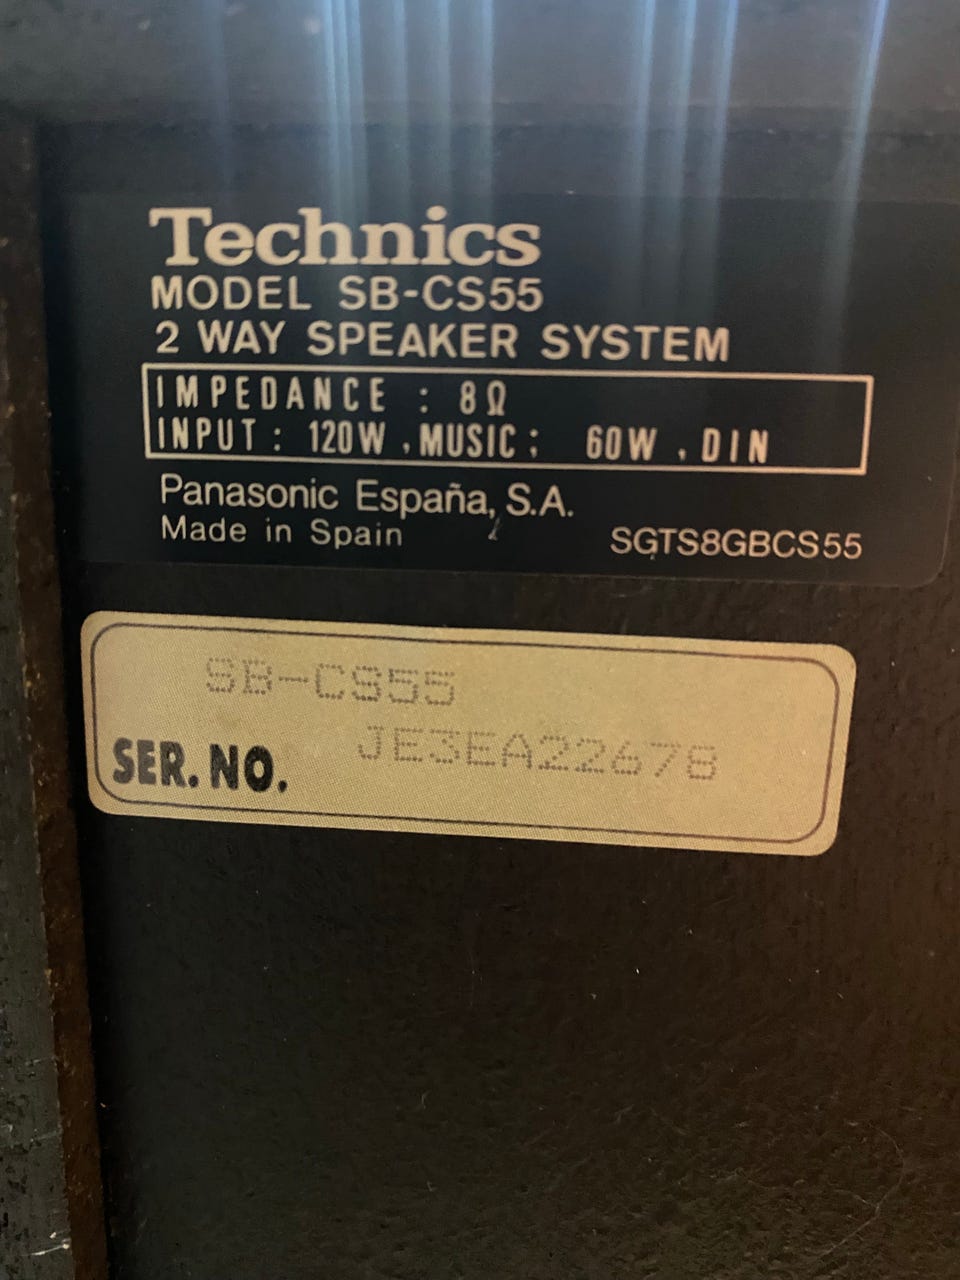 Technics
MODEL SB-CS55
2 WAY SPEAKER SYSTEM
IMPEDANCE : 8Ω
INPUT : 120W , MUSIC ; 60W , DIN
Panasonic España, S.A.
Made in Spain SGTS8GBCS55
SB-CS55
SER. NO. JE3EA22678